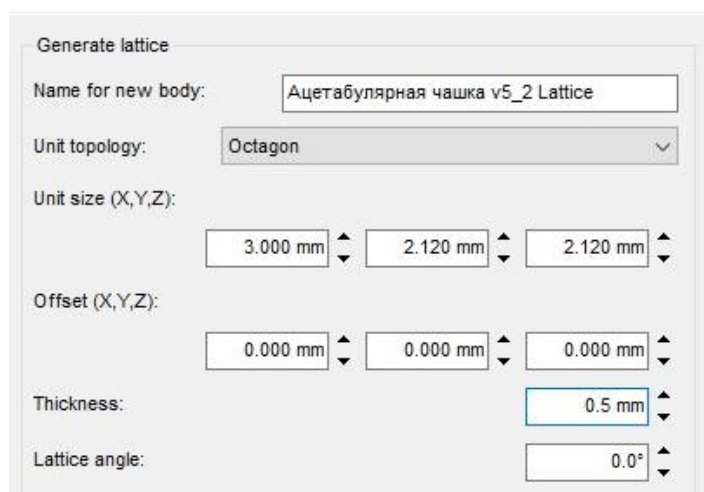 Generate lattice
Name for new body: Ацетабулярная чашка v5_2 Lattice
Unit topology: Octagon
Unit size (X,Y,Z):
3.000 mm 2.120 mm 2.120 mm
Offset (X,Y,Z):
0.000 mm 0.000 mm 0.000 mm
Thickness: 0.5 mm
Lattice angle: 0.0°